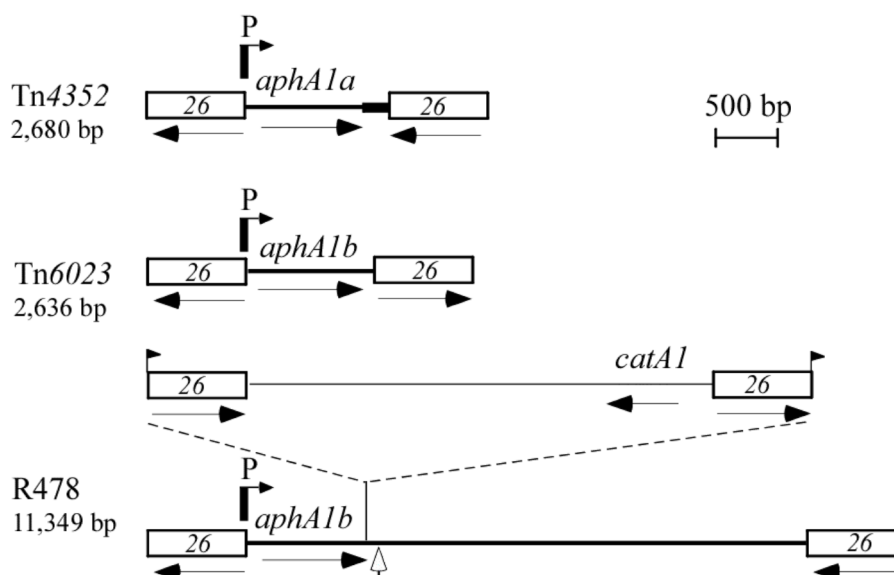 P
Tn4352 26 aphA1a 26 500 bp
2,680 bp
P
Tn6023 26 aphA1b 26
2,636 bp
26 catA1 26
R478 P
11,349 bp 26 aphA1b 26